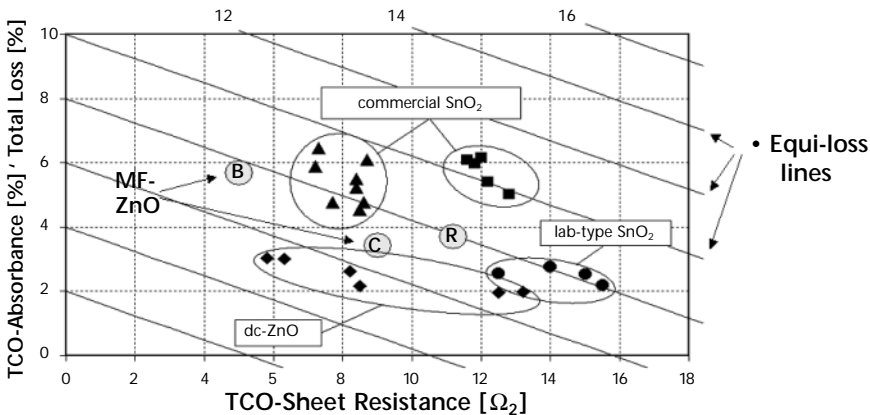 12 14 16
TCO-Absorbance [%] ' Total Loss [%]
10
8
6
4
2
0
commercial SnO₂
B
MF-
ZnO
C
R
lab-type SnO₂
dc-ZnO
• Equi-loss
lines
0 2 4 5 8 10 12 14 16 18
TCO-Sheet Resistance [Ω₂]